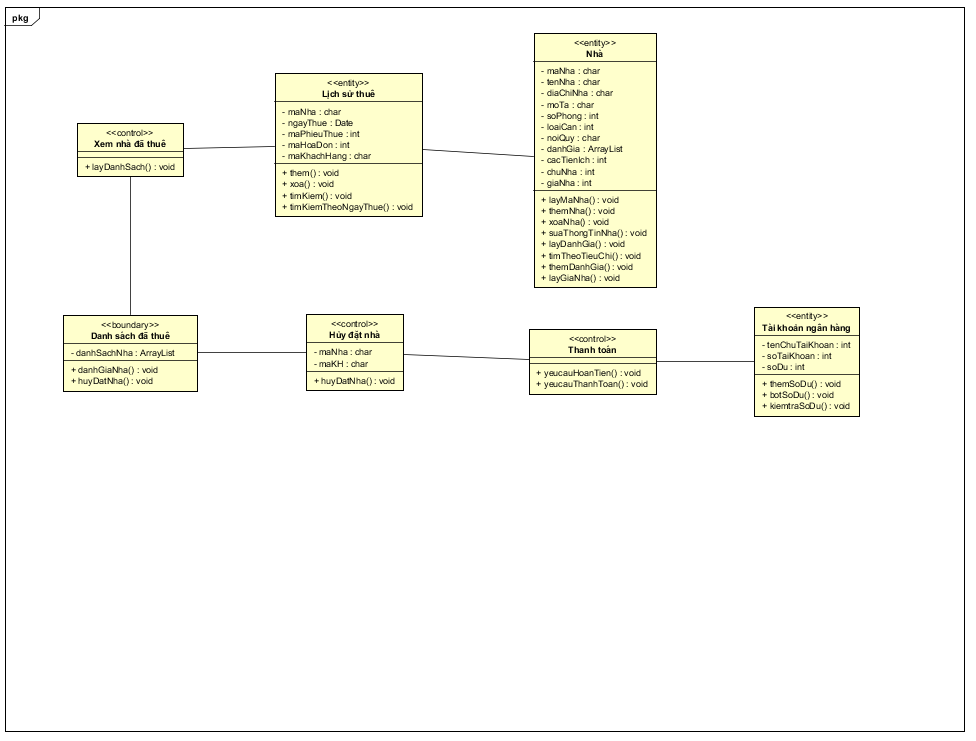 pkg
<<control>>
Xem nhà đã thuê
+ layDanhSach() : void
<<entity>>
Lịch sử thuê
- maNha : char
- ngayThue : Date
- maPhieuThue : int
- maHoaDon : int
- maKhachHang : char
+ them() : void
+ xoa() : void
+ timKiem() : void
+ timKiemTheoNgayThue() : void
<<entity>>
Nhà
- maNha : char
- tenNha : char
- diaChiNha : char
- moTa : char
- soPhong : int
- loaiCan : int
- noiQuy : char
- danhGia : ArrayList
- cacTienIch : int
- chuNha : int
- giaNha : int
+ layMaNha() : void
+ themNha() : void
+ xoaNha() : void
+ suaThongTinNha() : void
+ layDanhGia() : void
+ timTheoTieuChi() : void
+ themDanhGia() : void
+ layGiaNha() : void
<<boundary>>
Danh sách đã thuê
- danhSachNha : ArrayList
+ danhGiaNha() : void
+ huyDatNha() : void
<<control>>
Hủy đặt nhà
- maNha : char
- maKH : char
+ huyDatNha() : void
<<control>>
Thanh toán
+ yeucauHoanTien() : void
+ yeucauThanhToan() : void
<<entity>>
Tài khoản ngân hàng
- tenChuTaiKhoan : int
- soTaiKhoan : int
- soDu : int
+ themSoDu() : void
+ botSoDu() : void
+ kiemtraSoDu() : void